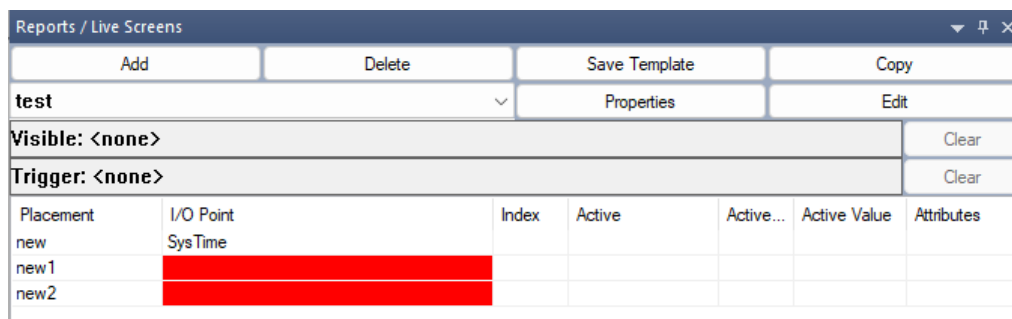 Reports / Live Screens
Add Delete Save Template Copy
test Properties Edit
Visible: <none> Clear
Trigger: <none> Clear
Placement I/O Point Index Active Active... Active Value Attributes
new SysTime
new1
new2